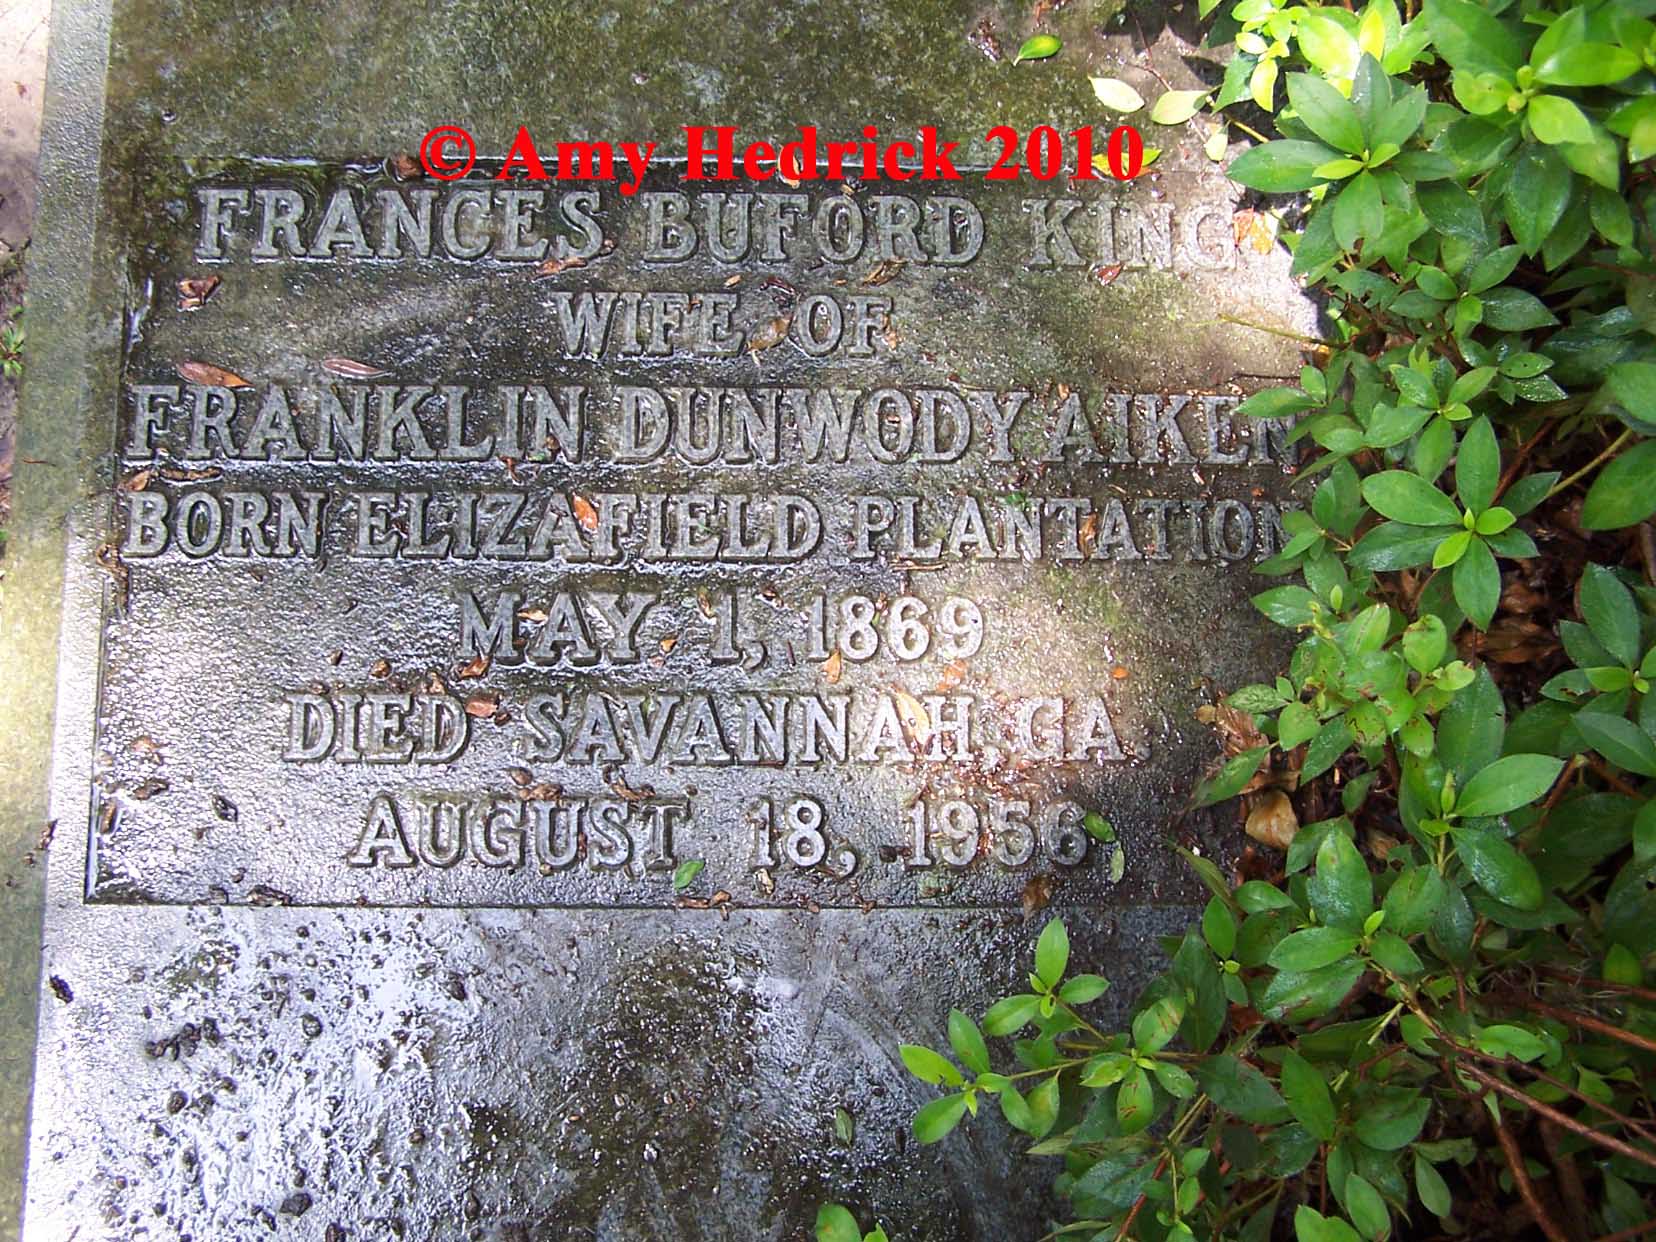 © Amy Hedrick 2010
FRANCES BUFORD KING
WIFE OF
FRANKLIN DUNWODY AIKEN
BORN ELIZAFIELD PLANTATION
MAY 1, 1869
DIED SAVANNAH, GA.
AUGUST 18, 1956